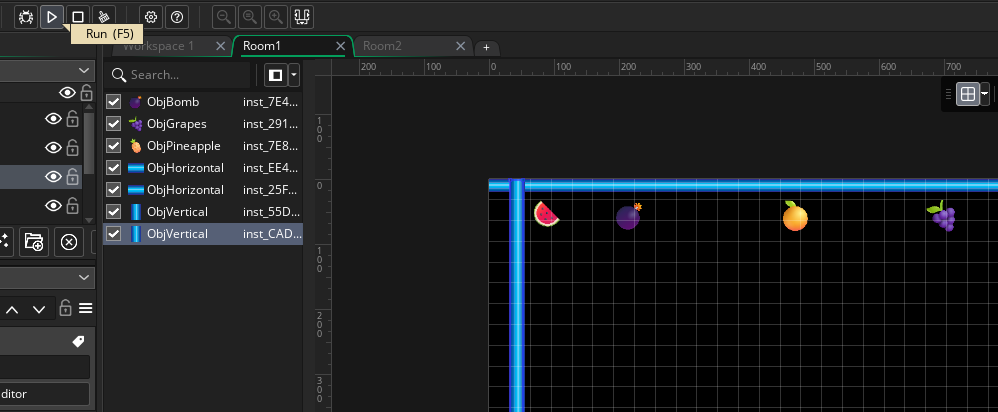 Run (F5)
Workspace 1
Room1
Room2
+
Search...
200 100 0 100 200 300 400 500 600 700
ObjBomb inst_7E4...
ObjGrapes inst_291...
ObjPineapple inst_7E8...
ObjHorizontal inst_EE4...
ObjHorizontal inst_25F...
ObjVertical inst_55D...
ObjVertical inst_CAD...
100
0
100
200
300
ditor